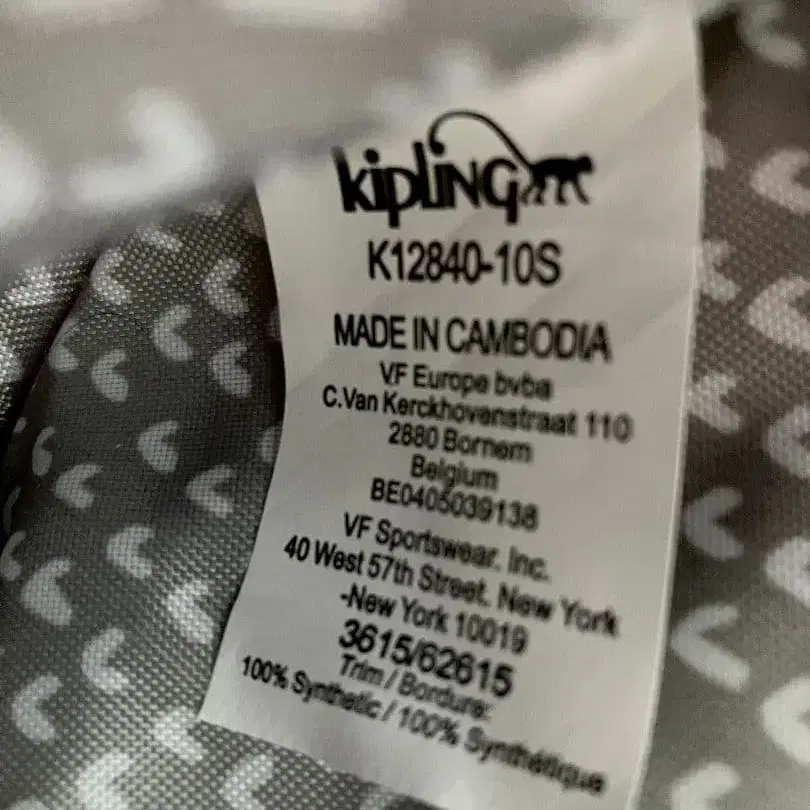 kipling
K12840-10S
MADE IN CAMBODIA
VF Europe bvba
C.Van Kerckhovenstraat 110
2880 Bornem
Belgium
BE0405039138
VF Sportswear, Inc.
40 West 57th Street, New York
-New York 10019
3615/62615
Trim / Bordure:
100% Synthetic / 100% Synthétique